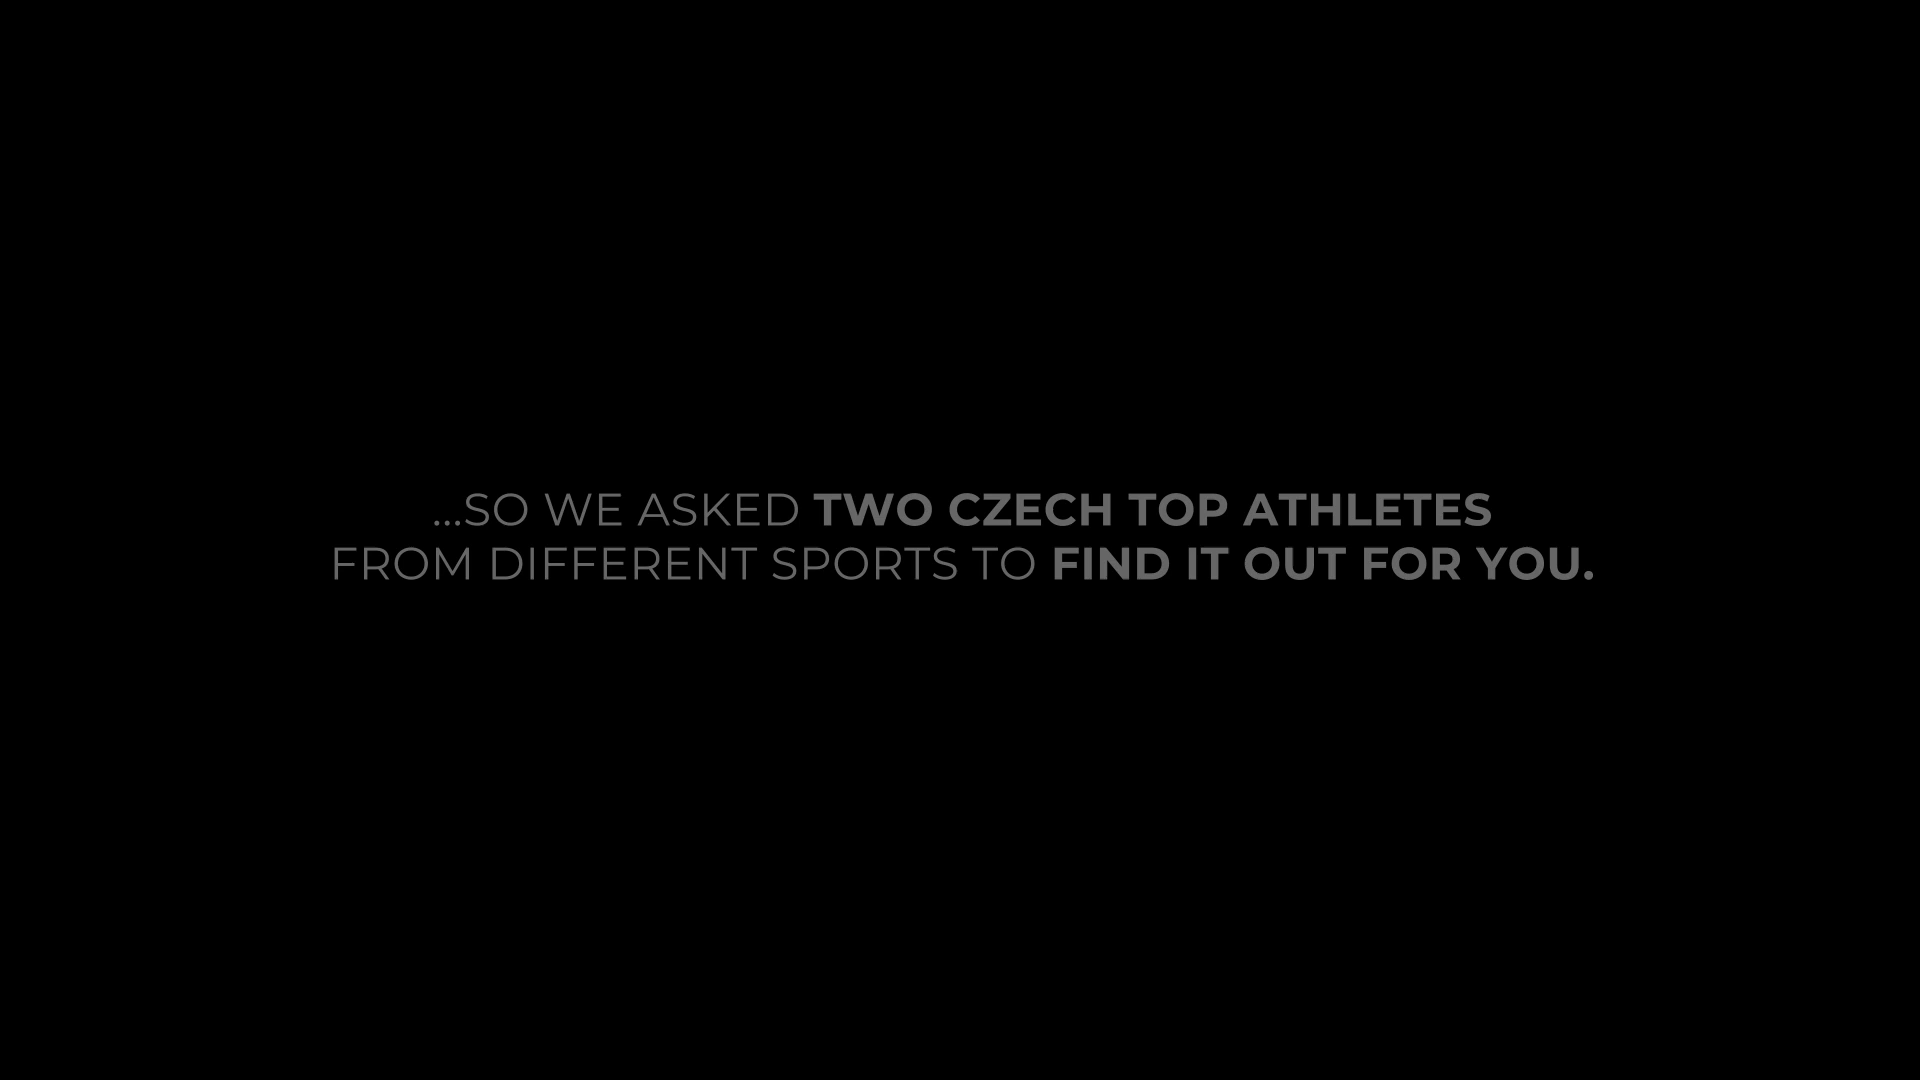 ...SO WE ASKED TWO CZECH TOP ATHLETES
FROM DIFFERENT SPORTS TO FIND IT OUT FOR YOU.